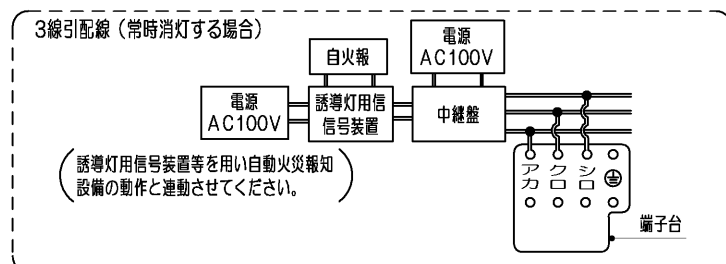 3線引配線（常時消灯する場合）
電源
AC100V
自火報
電源
AC100V
誘導灯用信
信号装置
中継盤
（誘導灯用信号装置等を用い自動火災報知
設備の動作と連動させてください。）
アカ
クロ
シロ
端子台